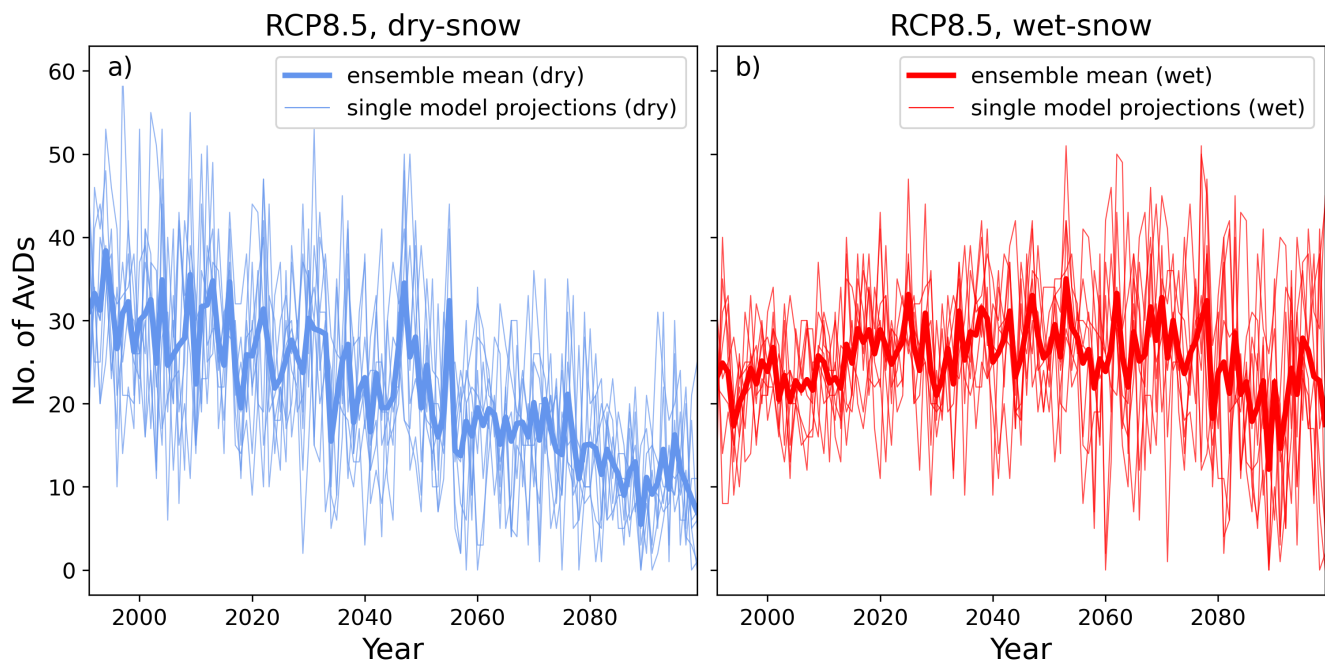 RCP8.5, dry-snow
a)
ensemble mean (dry)
single model projections (dry)
60
50
40
30
20
10
0
No. of AvDs
2000 2020 2040 2060 2080
Year
RCP8.5, wet-snow
b)
ensemble mean (wet)
single model projections (wet)
2000 2020 2040 2060 2080
Year